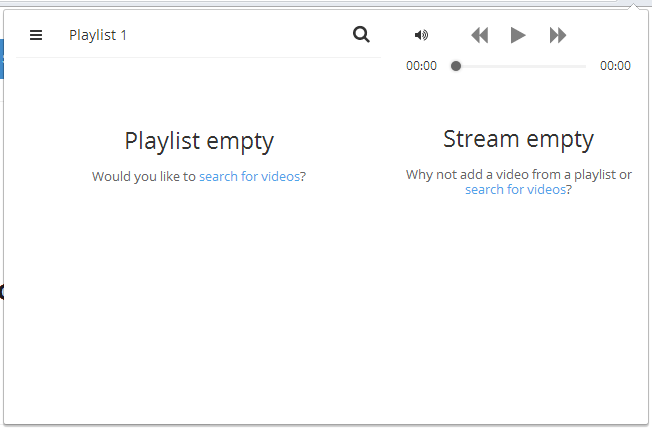 Playlist 1
Playlist empty
Would you like to search for videos?
00:00
00:00
Stream empty
Why not add a video from a playlist or
search for videos?